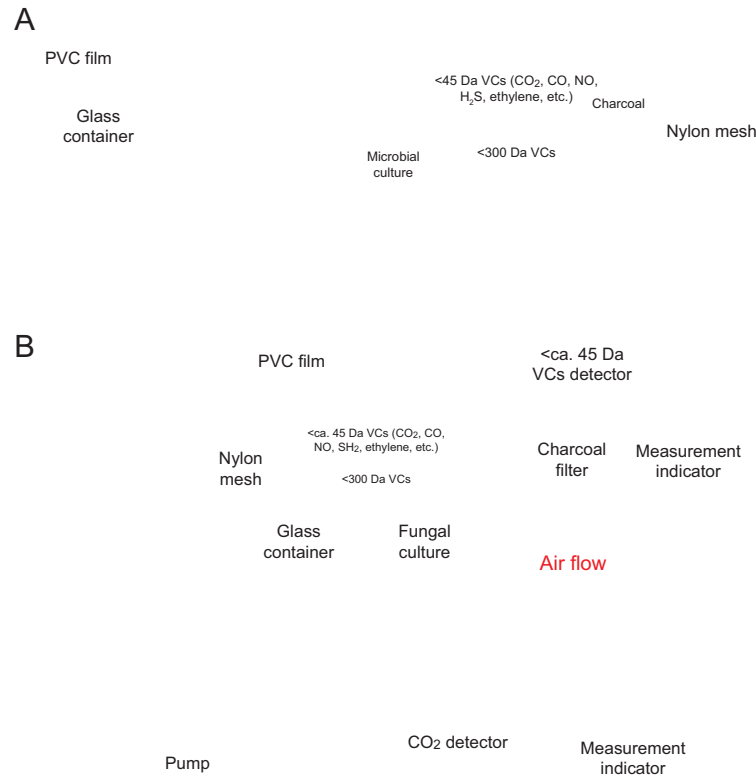 A
PVC film
<45 Da VCs (CO₂, CO, NO,
H₂S, ethylene, etc.)
Charcoal
Glass
container
Nylon mesh
Microbial
culture
<300 Da VCs
B
PVC film
<ca. 45 Da
VCs detector
<ca. 45 Da VCs (CO₂, CO,
NO, SH₂, ethylene, etc.)
Nylon
mesh
<300 Da VCs
Charcoal
filter
Measurement
indicator
Glass
container
Fungal
culture
Air flow
Pump
CO₂ detector
Measurement
indicator